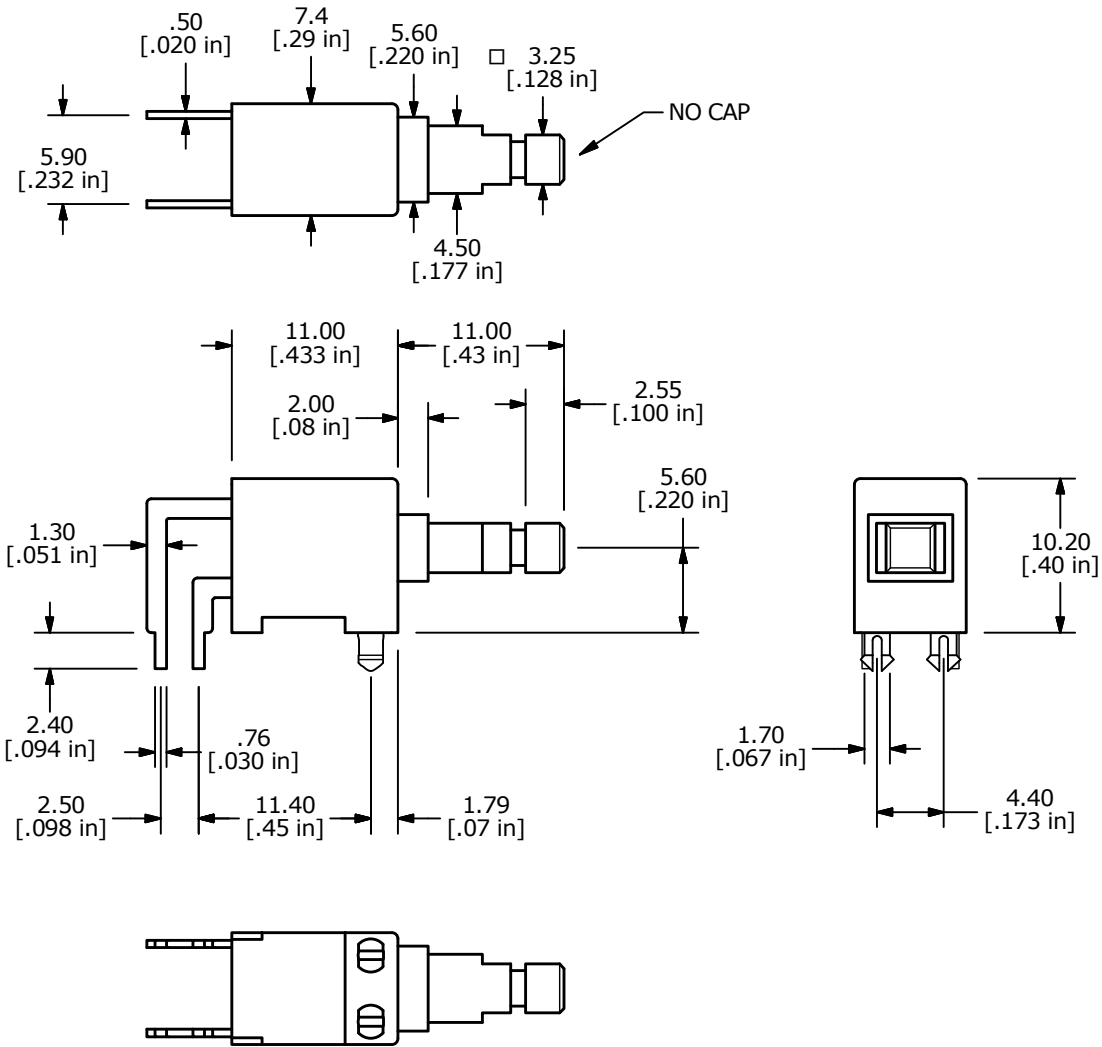 .50
[.020 in]
7.4
[.29 in]
5.60
[.220 in]
□ 3.25
[.128 in]
NO CAP
5.90
[.232 in]
4.50
[.177 in]
11.00
[.433 in]
11.00
[.43 in]
2.00
[.08 in]
2.55
[.100 in]
5.60
[.220 in]
1.30
[.051 in]
10.20
[.40 in]
2.40
[.094 in]
.76
[.030 in]
1.70
[.067 in]
2.50
[.098 in]
11.40
[.45 in]
1.79
[.07 in]
4.40
[.173 in]